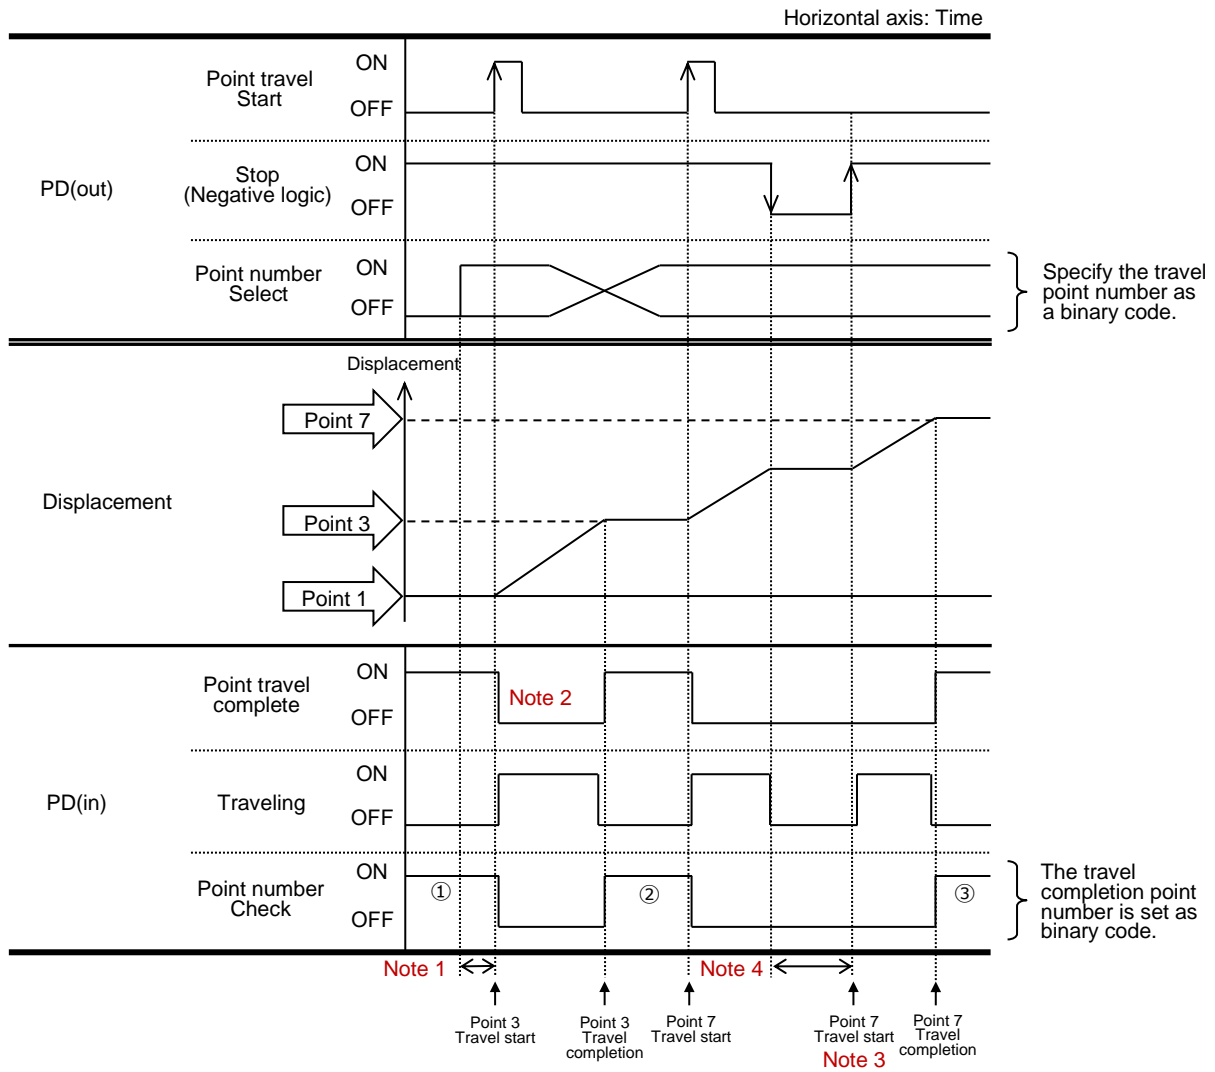 Horizontal axis: Time
PD(out)
Point travel
Start
ON
OFF
Stop
(Negative logic)
ON
OFF
Point number
Select
ON
OFF
Specify the travel
point number as
a binary code.
Displacement
Displacement
Point 7
Point 3
Point 1
PD(in)
Point travel
complete
ON
OFF
Note 2
Traveling
ON
OFF
Point number
Check
ON
OFF
①
②
③
The travel
completion point
number is set as
binary code.
Note 1
Note 4
Point 3
Travel start
Point 3
Travel
completion
Point 7
Travel start
Point 7
Travel start
Note 3
Point 7
Travel
completion